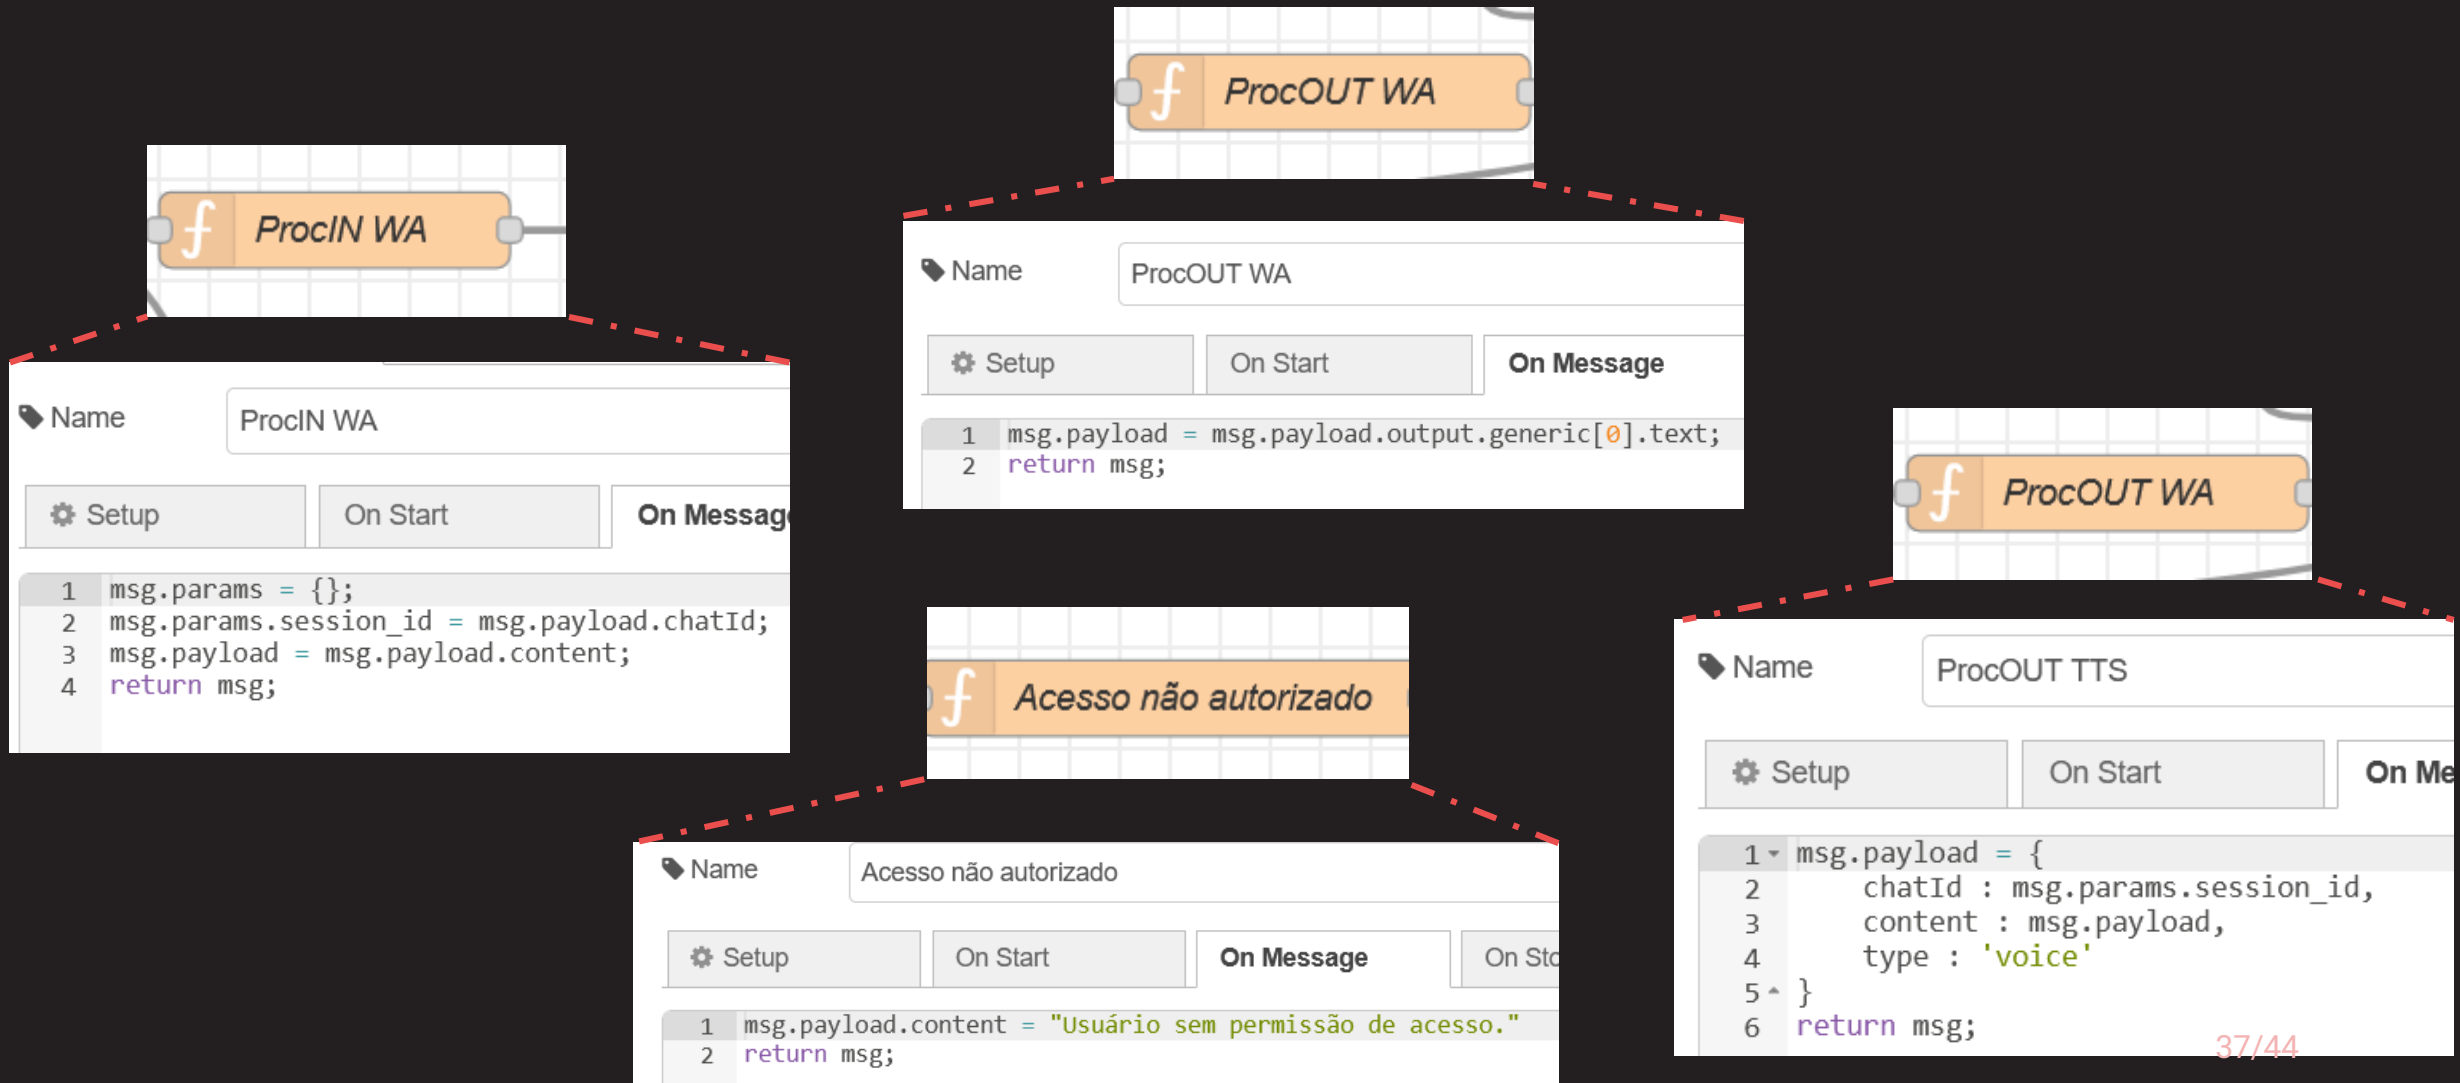 ProcIN WA
Name
ProcIN WA
Setup
On Start
On Messag
1 msg.params = {};
2 msg.params.session_id = msg.payload.chatId;
3 msg.payload = msg.payload.content;
4 return msg;
ProcOUT WA
Name
ProcOUT WA
Setup
On Start
On Message
1 msg.payload = msg.payload.output.generic[0].text;
2 return msg;
Acesso não autorizado
Name
Acesso não autorizado
Setup
On Start
On Message
On Sto
1 msg.payload.content = "Usuário sem permissão de acesso."
2 return msg;
ProcOUT WA
Name
ProcOUT TTS
Setup
On Start
On Me
1 msg.payload = {
2 chatId : msg.params.session_id,
3 content : msg.payload,
4 type : 'voice'
5 }
6 return msg;
37/44